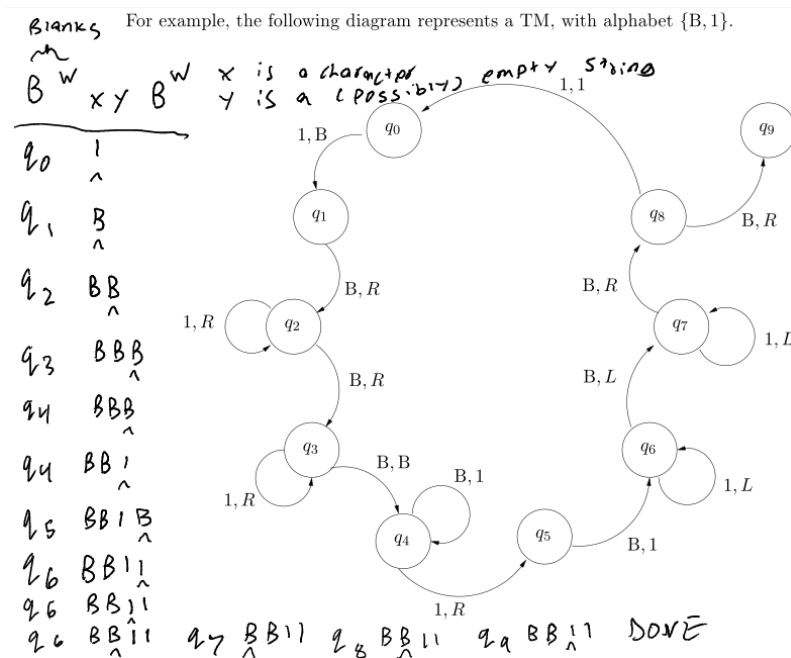 For example, the following diagram represents a TM, with alphabet {B, 1}.
Blanks
B^W x y B^W
x is a character
y is a (possibly) empty string
1, 1
q0
q9
1, B
q0 1
^
q1
q8
B, R
q1 B
^
B, R
B, R
q2 BB
^
1, R
q2
q7
1, L
q3 BBB
^
B, R
B, L
q4 BBB
^
q3
q6
q4 BB1
^
1, R
B, B
B, 1
1, L
q5 BB1B
^
q4
q5
B, 1
q6 BB11
^
1, R
q6 BB11
^
q6 BB11 q7 BBB11 q8 BB11 q9 BB11 DONE
^ ^ ^ ^